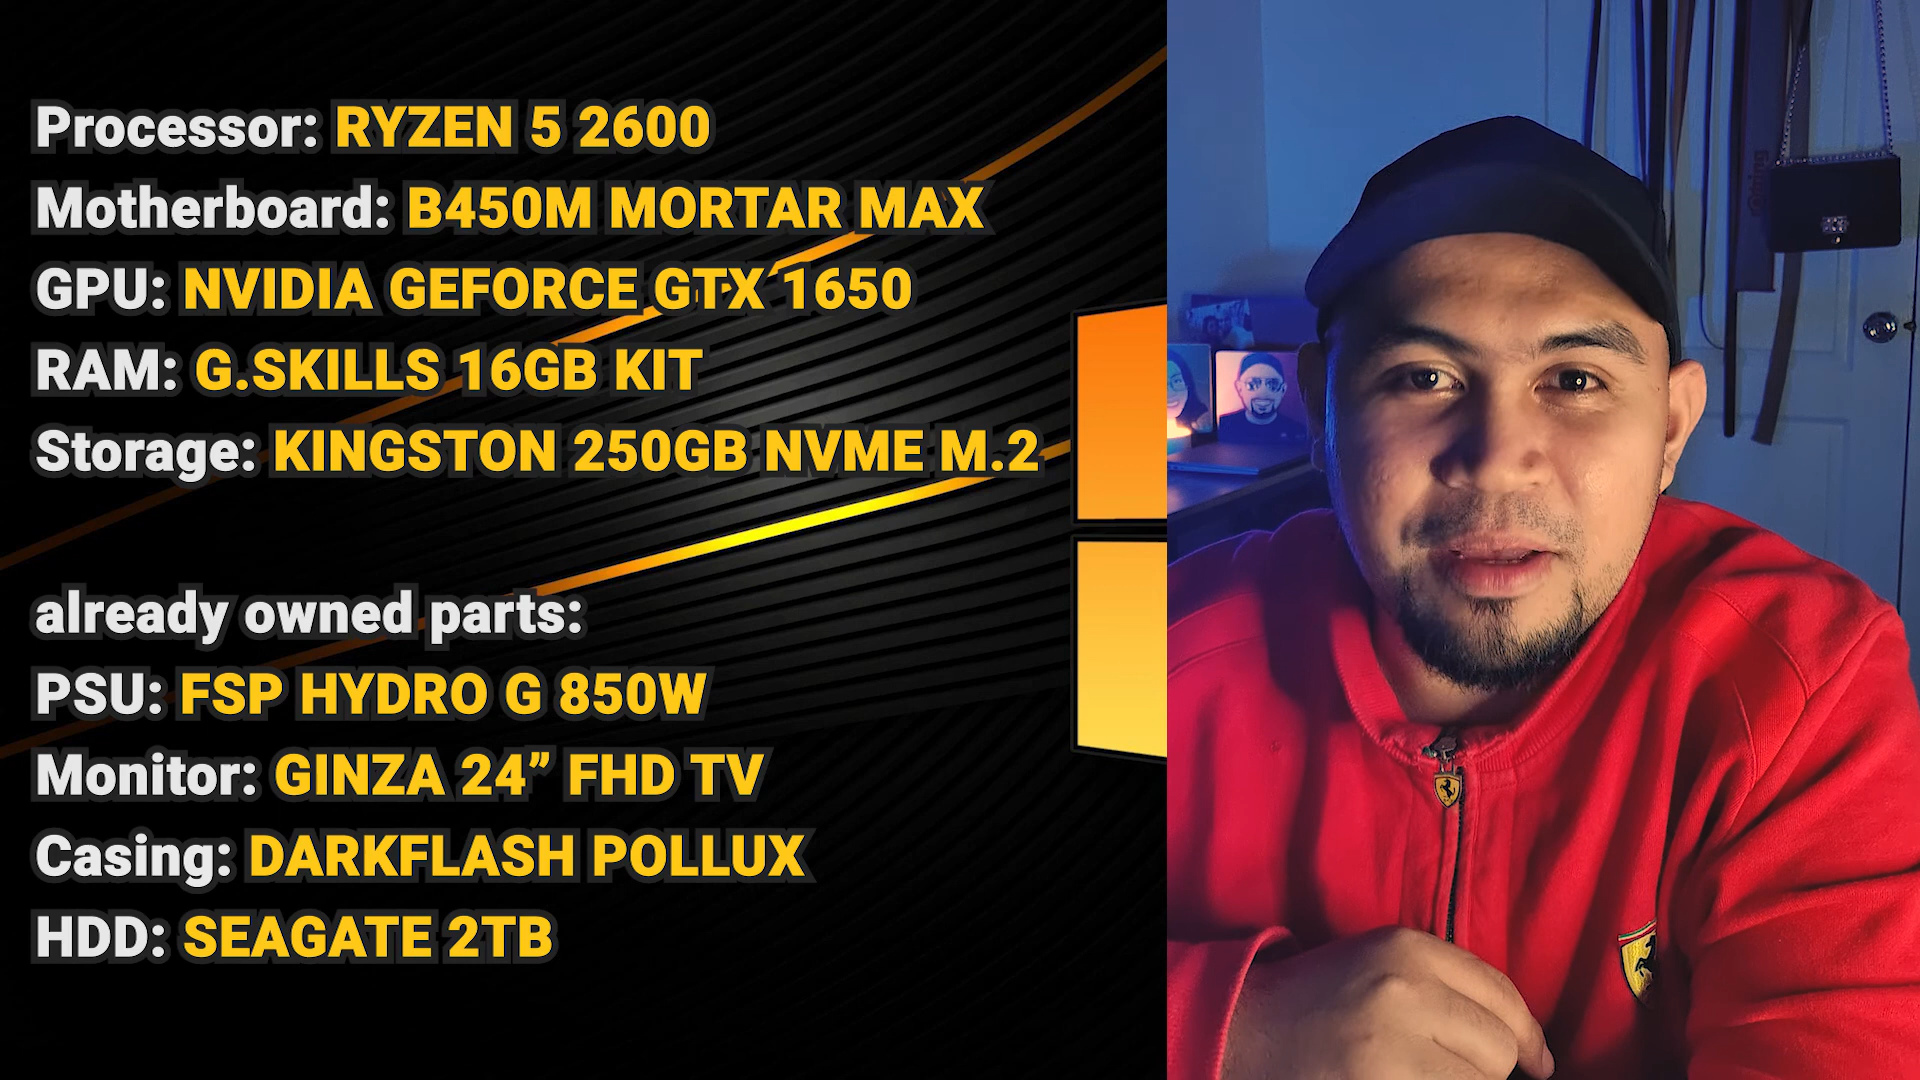 Processor: RYZEN 5 2600
Motherboard: B450M MORTAR MAX
GPU: NVIDIA GEFORCE GTX 1650
RAM: G.SKILLS 16GB KIT
Storage: KINGSTON 250GB NVME M.2
already owned parts:
PSU: FSP HYDRO G 850W
Monitor: GINZA 24” FHD TV
Casing: DARKFLASH POLLUX
HDD: SEAGATE 2TB